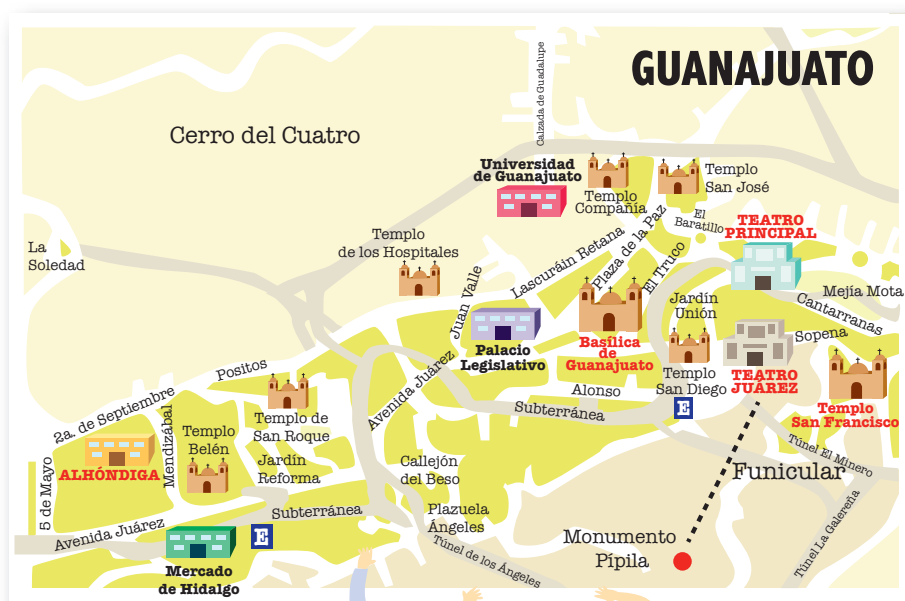 GUANAJUATO
Calzada de Guadalupe
Cerro del Cuatro
Universidad
de Guanajuato
Templo
Compañía
Templo
San José
El
Baratillo
TEATRO
PRINCIPAL
La
Soledad
Templo
de los Hospitales
Juan Valle
Lascuráin Retana
Plaza de la Paz
El Truco
Jardín
Unión
Mejía Mota
Cantarranas
Sopena
Palacio
Legislativo
Basílica
de
Guanajuato
Templo
San Diego
TEATRO
JUÁREZ
Templo
San Francisco
Positos
2a. de Septiembre
Avenida Juárez
Alonso
Subterránea
E
Templo de
San Roque
Mendizabal
Templo
Belén
ALHÓNDIGA
Jardín
Reforma
Callejón
del Beso
Túnel El Minero
Funicular
5 de Mayo
Avenida Juárez
Subterránea
E
Plazuela
Ángeles
Túnel de los Ángeles
Túnel La Galereña
Monumento
Pípila
Mercado
de Hidalgo